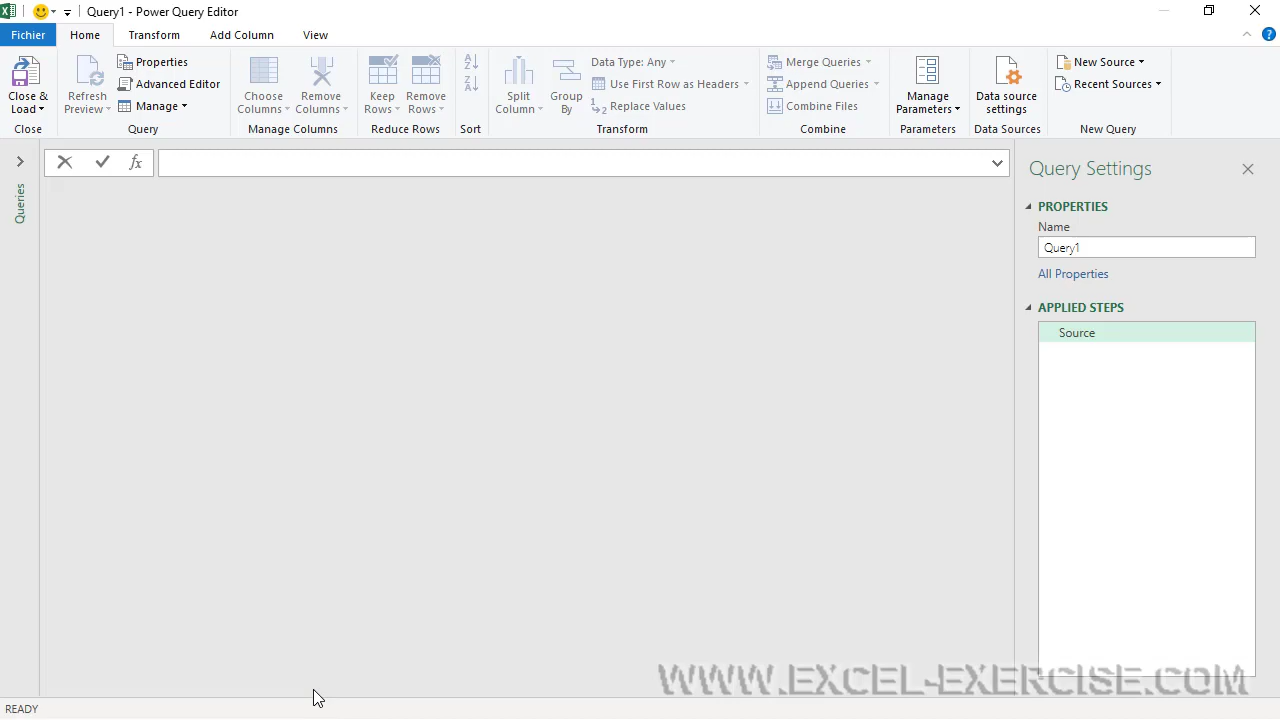 Query1 - Power Query Editor
Fichier Home Transform Add Column View
Close & Load
Close
Refresh Preview
Properties
Advanced Editor
Manage
Query
Choose Columns
Remove Columns
Manage Columns
Keep Rows
Remove Rows
Reduce Rows
Sort
Split Column
Group By
Data Type: Any
Use First Row as Headers
Replace Values
Transform
Merge Queries
Append Queries
Combine Files
Combine
Manage Parameters
Parameters
Data source settings
Data Sources
New Source
Recent Sources
New Query
Queries
fx
Query Settings
PROPERTIES
Name
Query1
All Properties
APPLIED STEPS
Source
WWW.EXCEL-EXERCISE.COM
READY